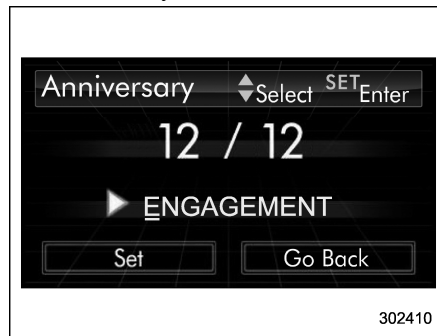 Anniversary Select SET Enter
12 / 12
ENGAGEMENT
Set Go Back
302410